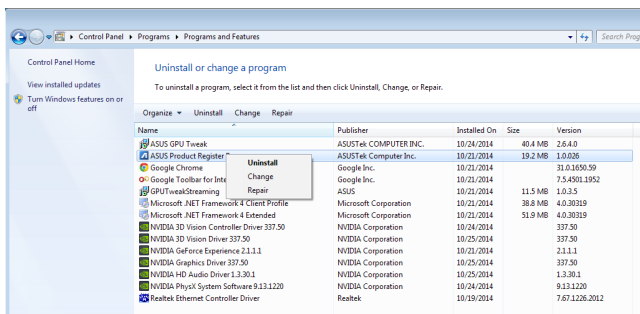 Control Panel ▸ Programs ▸ Programs and Features
Search Prog
Control Panel Home
View installed updates
Turn Windows features on or off
Uninstall or change a program
To uninstall a program, select it from the list and then click Uninstall, Change, or Repair.
Organize Uninstall Change Repair
Name Publisher Installed On Size Version
ASUS GPU Tweak ASUSTek COMPUTER INC. 10/24/2014 40.4 MB 2.6.4.0
ASUS Product Register ASUSTek Computer Inc. 10/21/2014 19.2 MB 1.0.026
Google Chrome Google Inc. 10/21/2014 31.0.1650.59
Google Toolbar for Inte Google Inc. 10/21/2014 7.5.4501.1952
GPUTweakStreaming ASUS 10/21/2014 11.5 MB 1.0.3.5
Microsoft .NET Framework 4 Client Profile Microsoft Corporation 10/21/2014 38.8 MB 4.0.30319
Microsoft .NET Framework 4 Extended Microsoft Corporation 10/21/2014 51.9 MB 4.0.30319
NVIDIA 3D Vision Controller Driver 337.50 NVIDIA Corporation 10/24/2014 337.50
NVIDIA 3D Vision Driver 337.50 NVIDIA Corporation 10/25/2014 337.50
NVIDIA GeForce Experience 2.1.1.1 NVIDIA Corporation 10/21/2014 2.1.1.1
NVIDIA Graphics Driver 337.50 NVIDIA Corporation 10/25/2014 337.50
NVIDIA HD Audio Driver 1.3.30.1 NVIDIA Corporation 10/25/2014 1.3.30.1
NVIDIA PhysX System Software 9.13.1220 NVIDIA Corporation 10/24/2014 9.13.1220
Realtek Ethernet Controller Driver Realtek 10/19/2014 7.67.1226.2012
Uninstall
Change
Repair